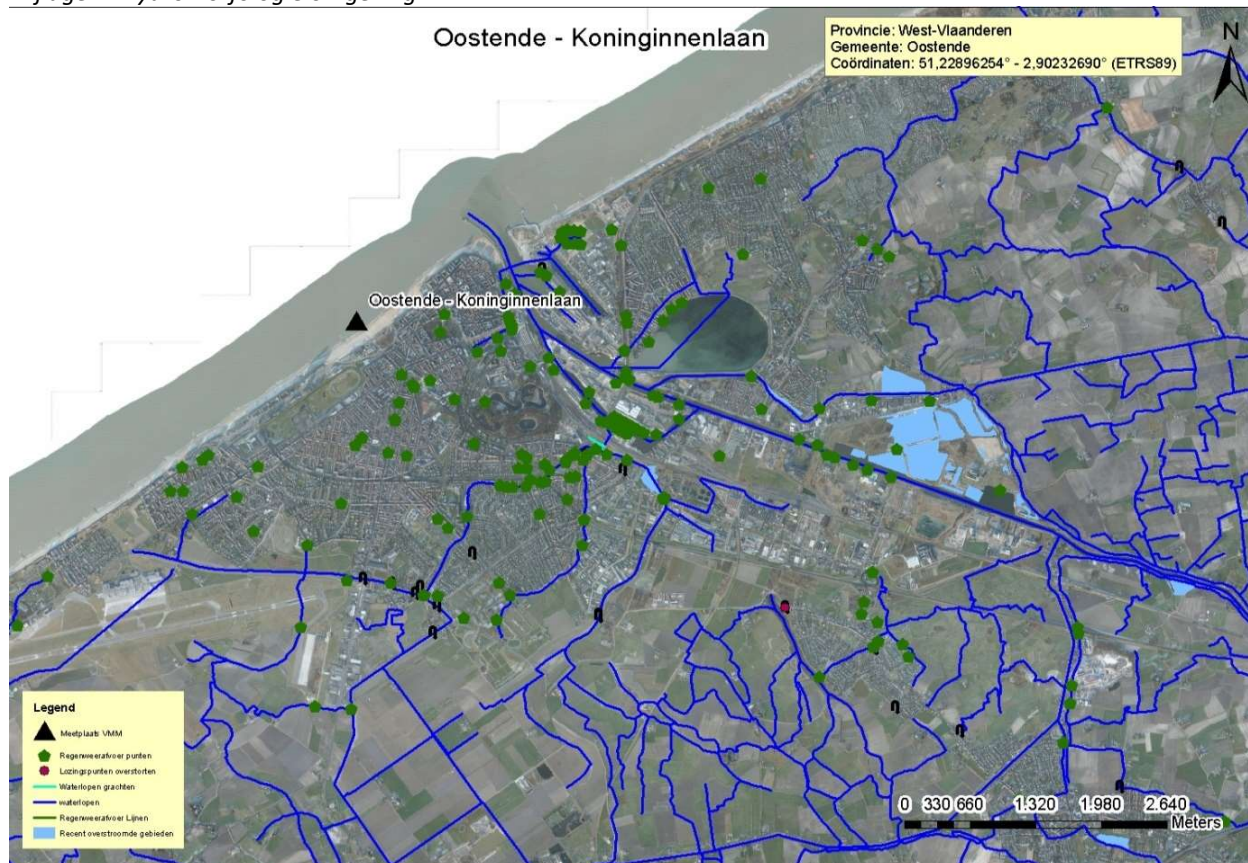 Oostende - Koninginnenlaan
Provincie: West-Vlaanderen
Gemeente: Oostende
Coördinaten: 51,22896254° - 2,90232690° (ETRS89)
N
Oostende - Koninginnenlaan
Legend
Meetplaats VMM
Regenweerafvoer punten
Lozingspunten overstorten
Waterlopen grachten
waterlopen
Regenweerafvoer Lijnen
Recent overstroomde gebieden
0 330 660 1.320 1.980 2.640
Meters